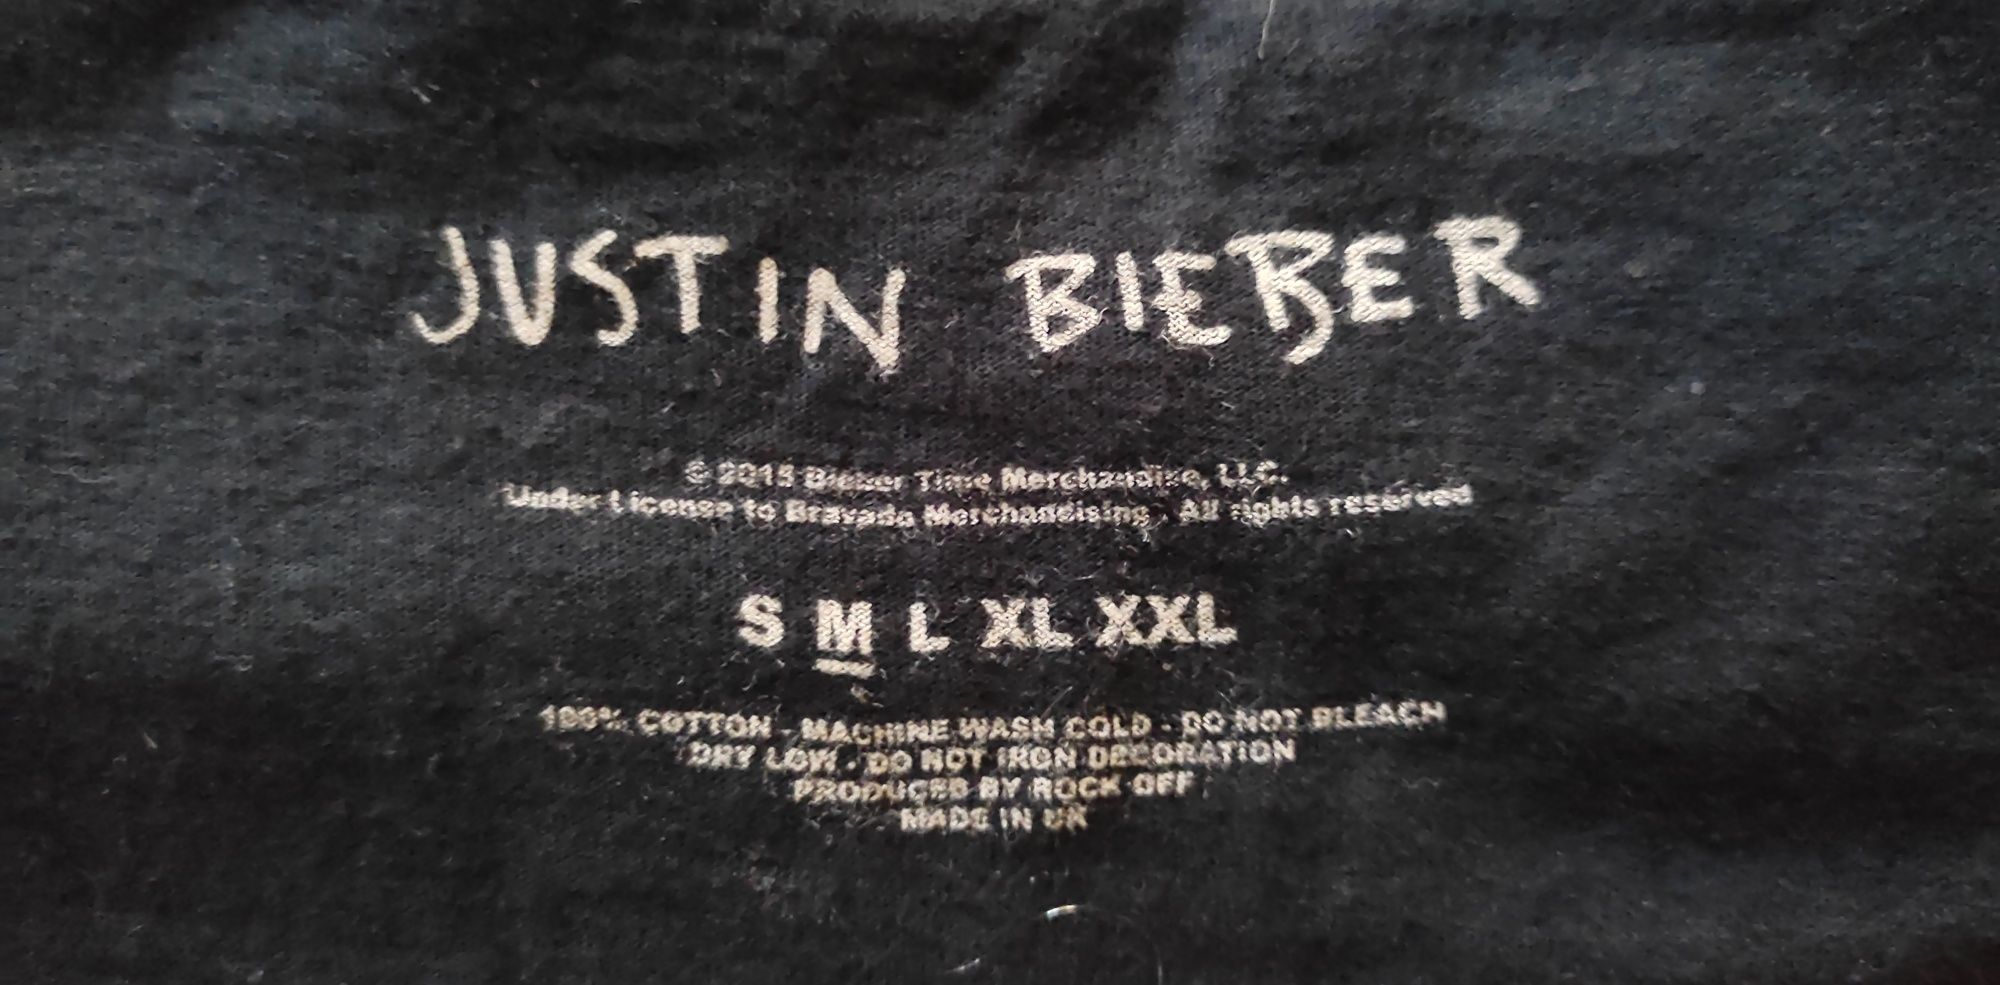 JUSTIN BIEBER
© 2015 Bieber Time Merchandise, LLC.
Under License to Bravado Merchandising. All rights reserved
S M L XL XXL
100% COTTON - MACHINE WASH COLD - DO NOT BLEACH
DRY LOW - DO NOT IRON DECORATION
PRODUCED BY ROCK OFF
MADE IN UK